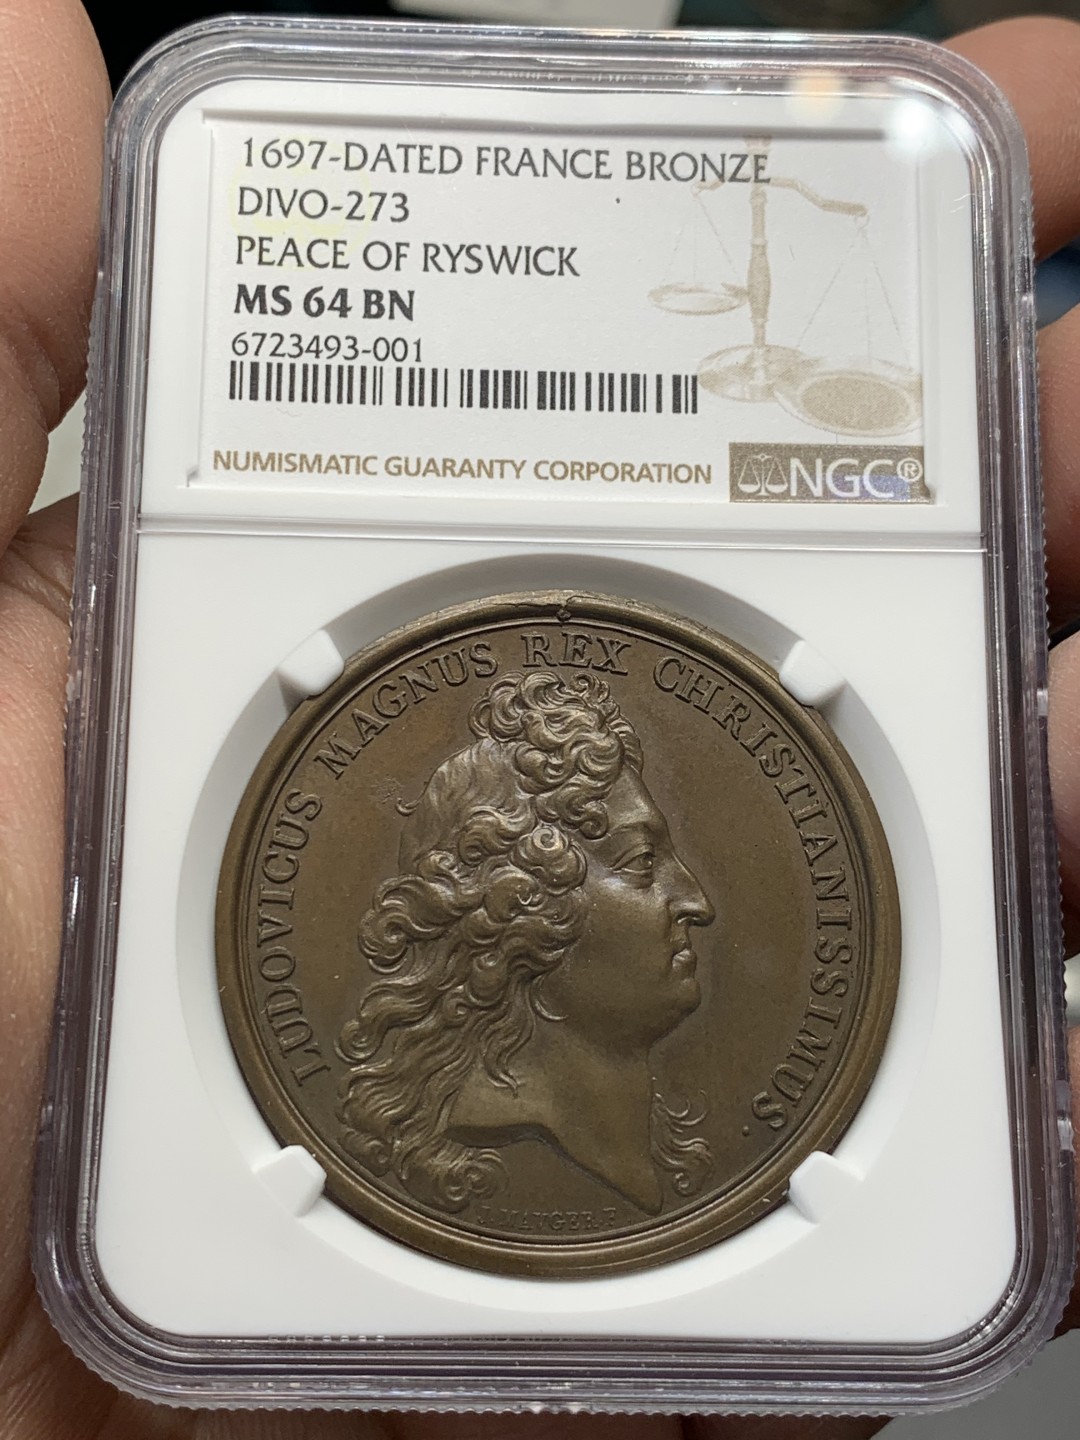 1697-DATED FRANCE BRONZE
DIVO-273
PEACE OF RYSWICK
MS 64 BN
6723493-001
NUMISMATIC GUARANTY CORPORATION
NGC®
LUDOVICUS MAGNUS REX CHRISTIANISSIMUS.
J. MAVGER. F.